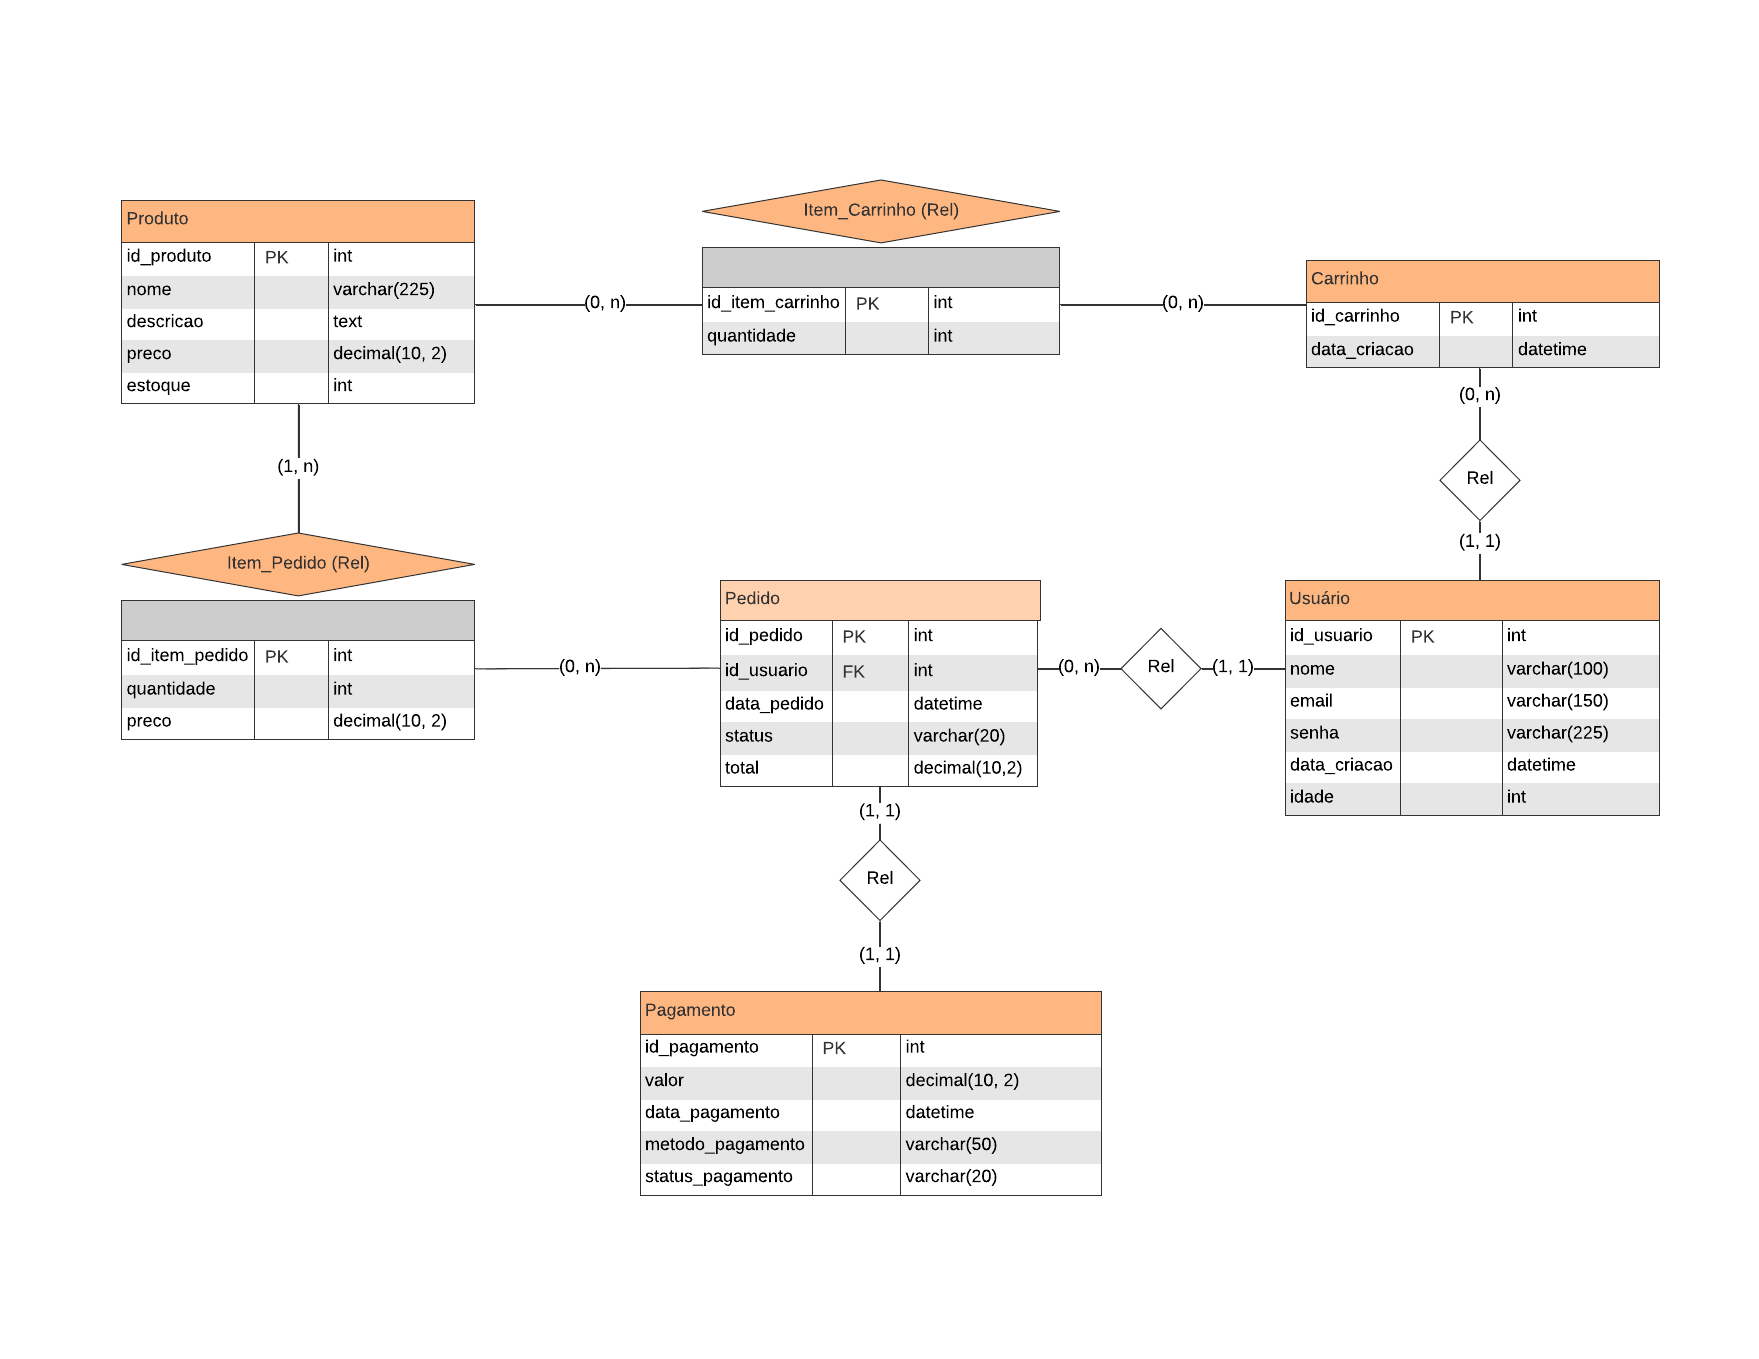 Produto
id_produto PK int
nome varchar(225)
descricao text
preco decimal(10, 2)
estoque int
(0, n)
Item_Carrinho (Rel)
id_item_carrinho PK int
quantidade int
(0, n)
Carrinho
id_carrinho PK int
data_criacao datetime
(0, n)
Rel
(1, 1)
(1, n)
Item_Pedido (Rel)
id_item_pedido PK int
quantidade int
preco decimal(10, 2)
(0, n)
Pedido
id_pedido PK int
id_usuario FK int
data_pedido datetime
status varchar(20)
total decimal(10,2)
(0, n)
Rel
(1, 1)
Usuário
id_usuario PK int
nome varchar(100)
email varchar(150)
senha varchar(225)
data_criacao datetime
idade int
(1, 1)
Rel
(1, 1)
Pagamento
id_pagamento PK int
valor decimal(10, 2)
data_pagamento datetime
metodo_pagamento varchar(50)
status_pagamento varchar(20)